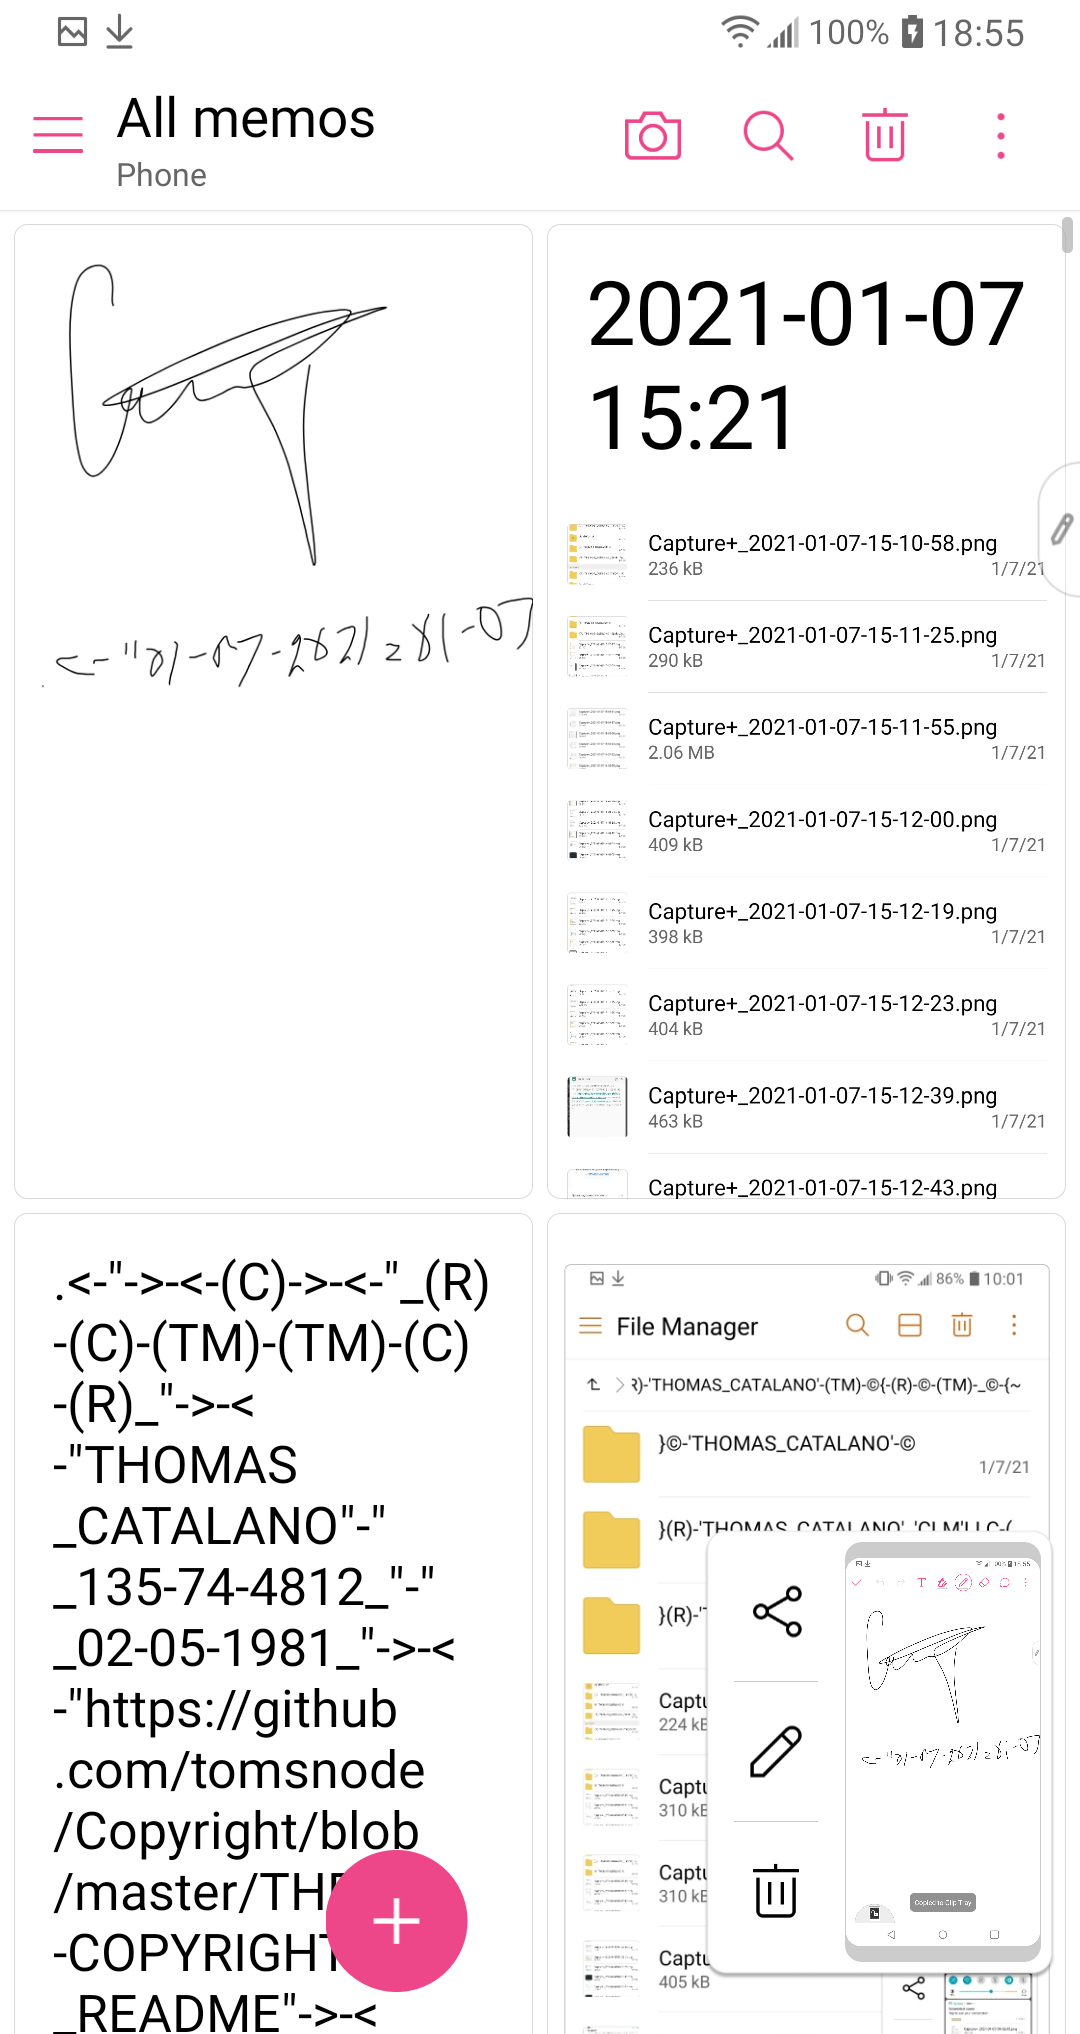 100% 18:55
All memos
Phone
2021-01-07
15:21
Capture+_2021-01-07-15-10-58.png
236 kB 1/7/21
Capture+_2021-01-07-15-11-25.png
290 kB 1/7/21
Capture+_2021-01-07-15-11-55.png
2.06 MB 1/7/21
Capture+_2021-01-07-15-12-00.png
409 kB 1/7/21
Capture+_2021-01-07-15-12-19.png
398 kB 1/7/21
Capture+_2021-01-07-15-12-23.png
404 kB 1/7/21
Capture+_2021-01-07-15-12-39.png
463 kB 1/7/21
Capture+_2021-01-07-15-12-43.png
.<-"->-<-(C)->-<-"_(R)
-(C)-(TM)-(TM)-(C)
-(R)_"->-<
-"THOMAS
_CATALANO"-"
_135-74-4812_"-"
_02-05-1981_"->-<
-"https://github
.com/tomsnode
/Copyright/blob
/master/TH
-COPYRIGHT
_README"->-<
86% 10:01
File Manager
R)-'THOMAS_CATALANO'-(TM)-©{-(R)-©-(TM)-_©-{~
}©-'THOMAS_CATALANO'-©
1/7/21
}(R)-'THOMAS_CATALANO'_'CLM'LLC-(
}(R)-'
Captu
224 kB
Captu
310 kB
Captu
310 kB
Captu
405 kB
Copied to Clip Tray